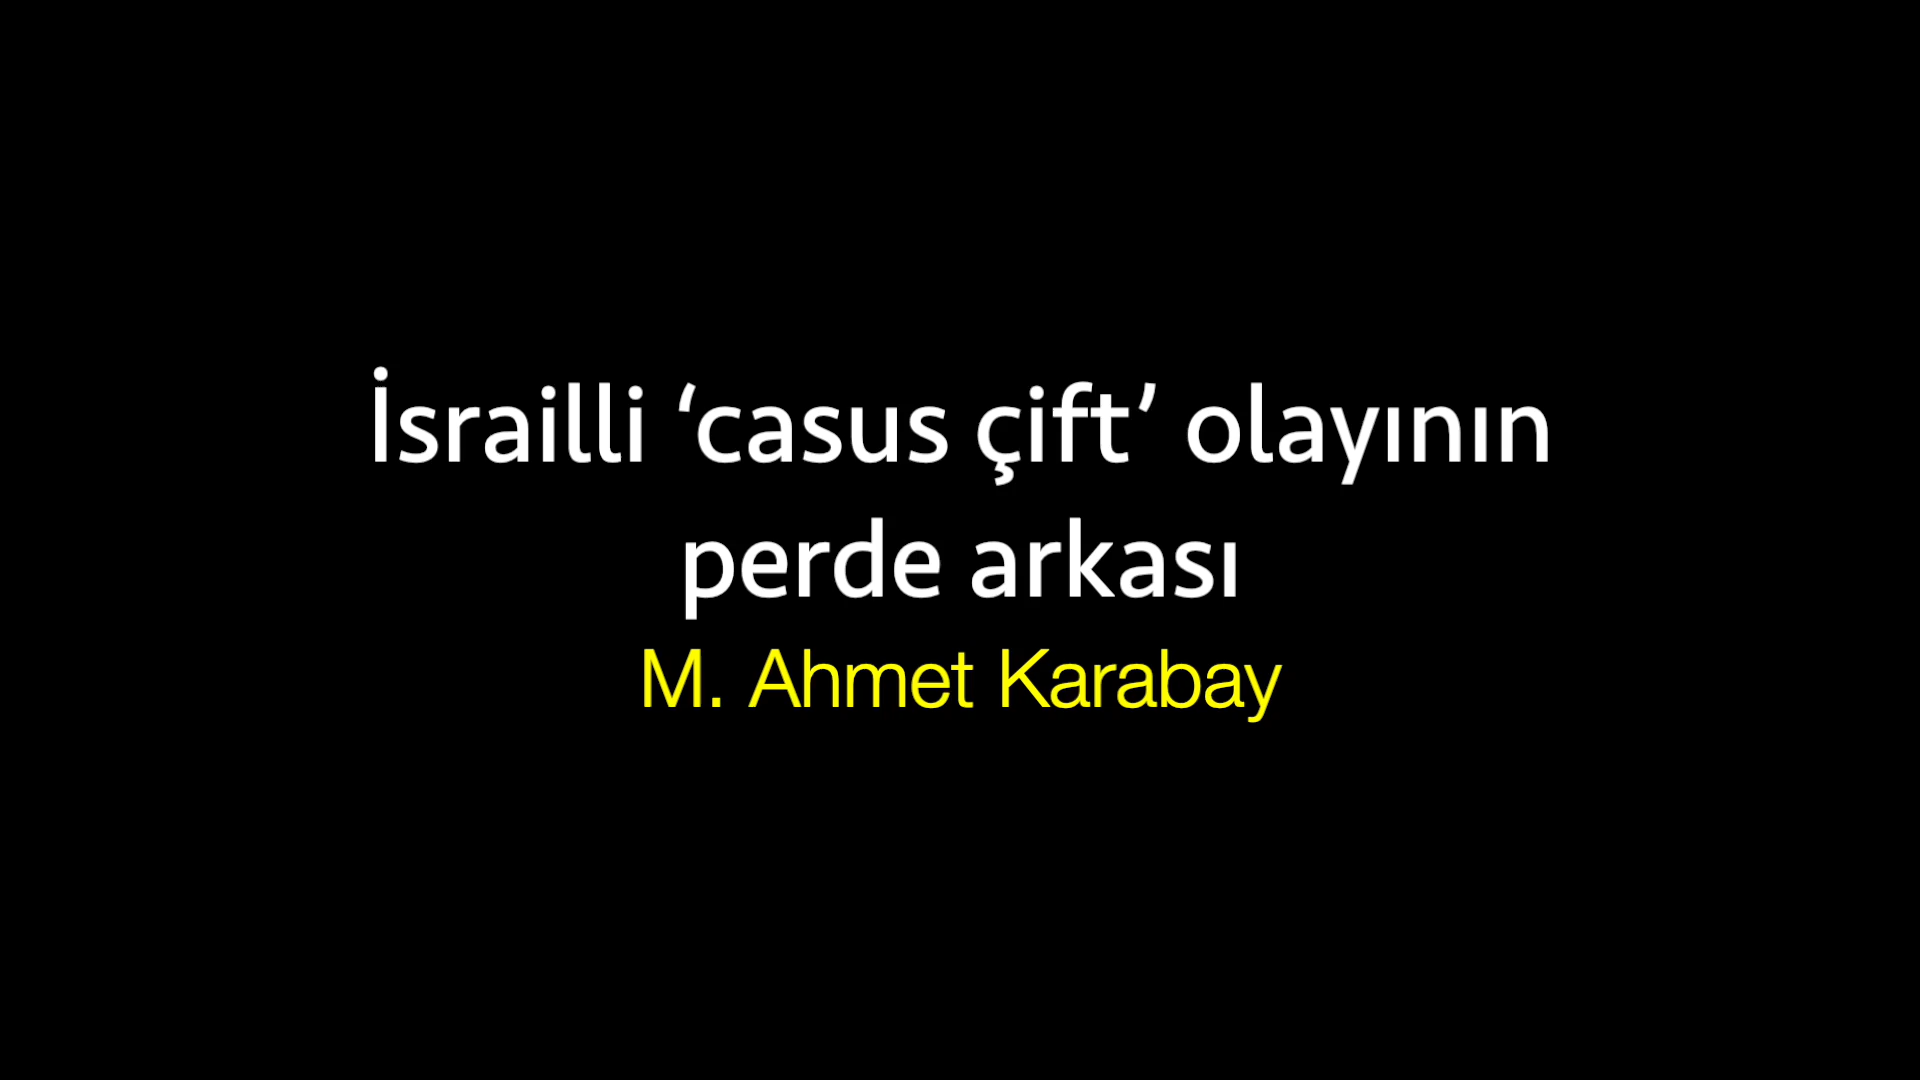 İsrailli ‘casus çift’ olayının
perde arkası
M. Ahmet Karabay